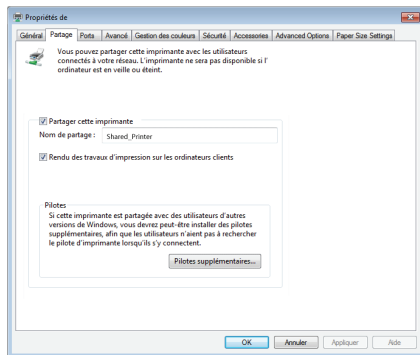 Propriétés de
Général Partage Ports Avancé Gestion des couleurs Sécurité Accessories Advanced Options Paper Size Settings
Vous pouvez partager cette imprimante avec les utilisateurs
connectés à votre réseau. L'imprimante ne sera pas disponible si l'
ordinateur est en veille ou éteint.
Partager cette imprimante
Nom de partage : Shared_Printer
Rendu des travaux d'impression sur les ordinateurs clients
Pilotes
Si cette imprimante est partagée avec des utilisateurs d'autres
versions de Windows, vous devrez peut-être installer des pilotes
supplémentaires, afin que les utilisateurs n'aient pas à rechercher
le pilote d'imprimante lorsqu'ils s'y connectent.
Pilotes supplémentaires...
OK Annuler Appliquer Aide